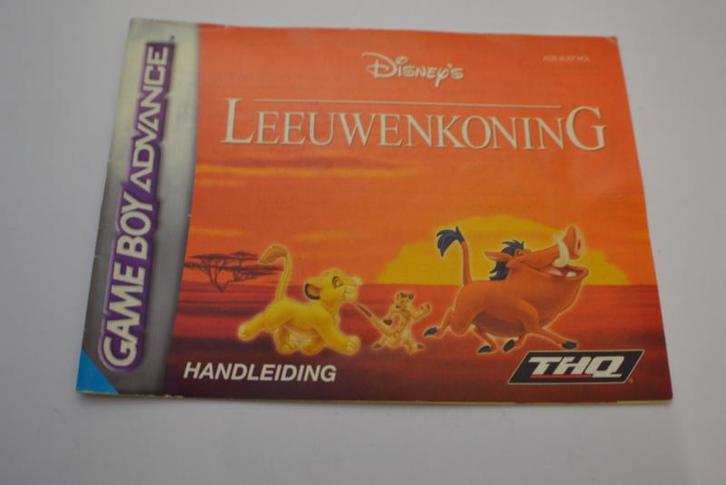 GAME BOY ADVANCE
Disney's
LEEUWENKONING
HANDLEIDING
THQ